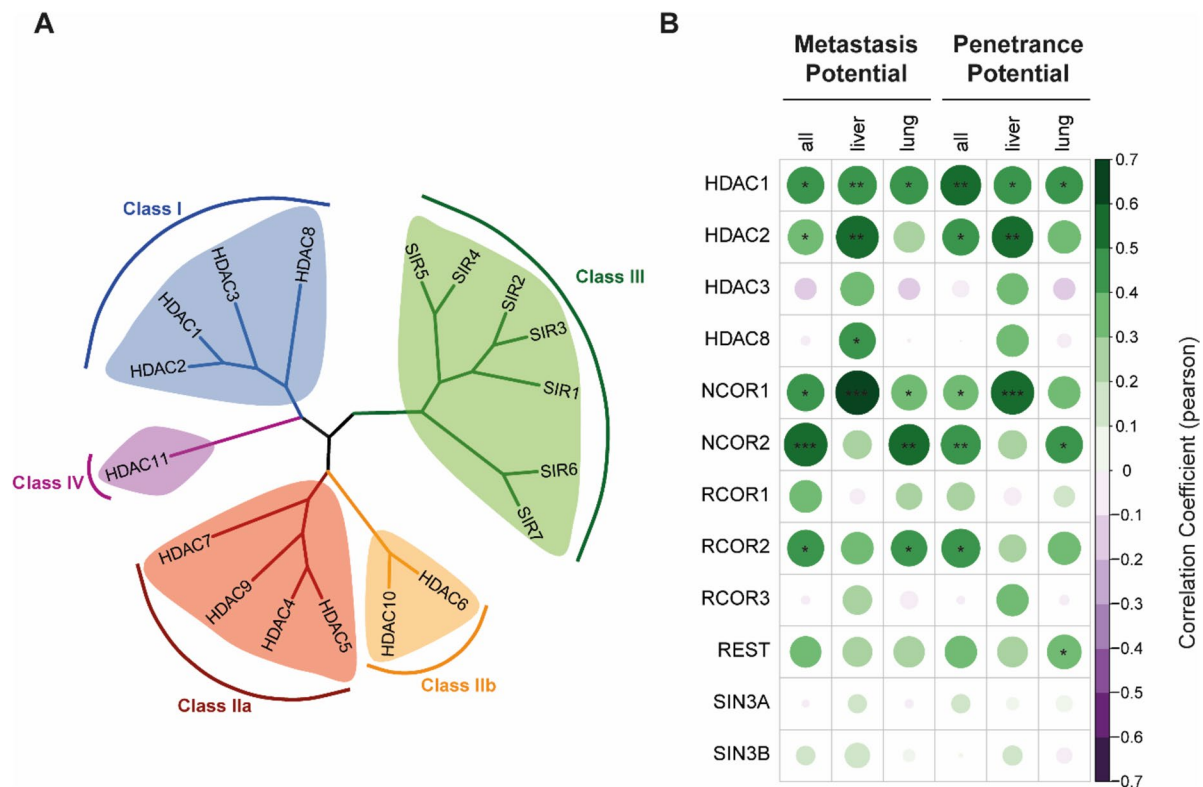 A
Class I
HDAC8
HDAC3
HDAC1
HDAC2
SIR5
SIR4
SIR2
SIR3
SIR1
SIR6
SIR7
Class III
HDAC11
Class IV
HDAC7
HDAC9
HDAC4
HDAC5
Class IIa
HDAC10
HDAC6
Class IIb
B
Metastasis Penetrance
Potential Potential
all liver lung all liver lung
HDAC1 * ** * ** * *
HDAC2 * ** * **
HDAC3
HDAC8 *
NCOR1 * *** * * ***
NCOR2 *** ** ** *
RCOR1
RCOR2 * * *
RCOR3
REST *
SIN3A
SIN3B
0.7
0.6
0.5
0.4
0.3
0.2
0.1
0
−0.1
−0.2
−0.3
−0.4
−0.5
−0.6
−0.7
Correlation Coefficient (pearson)